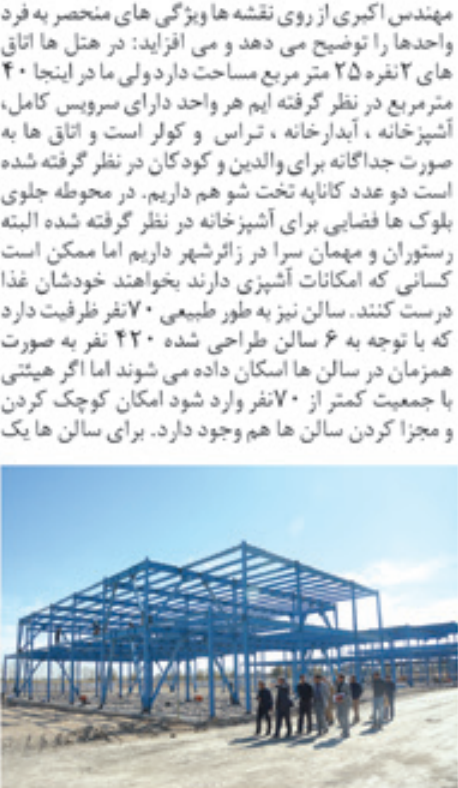 مهندس اکبری از روی نقشه ها ویژگی های منحصر به فرد
واحدها را توضیح می دهد و می افزاید: در هتل ها اتاق
های ۲نفره ۲۵ متر مربع مساحت دارد ولی ما در اینجا ۴۰
مترمربع در نظر گرفته ایم هر واحد دارای سرویس کامل،
آشپزخانه ، آبدارخانه ، تراس و کولر است و اتاق ها به
صورت جداگانه برای والدین و کودکان در نظر گرفته شده
است دو عدد کاناپه تخت شو هم داریم. در محوطه جلوی
بلوک ها فضایی برای آشپزخانه در نظر گرفته شده البته
رستوران و مهمان سرا در زائرشهر داریم اما ممکن است
کسانی که امکانات آشپزی دارند بخواهند خودشان غذا
درست کنند. سالن نیز به طور طبیعی ۷۰نفر ظرفیت دارد
که با توجه به ۶ سالن طراحی شده ۴۲۰ نفر به صورت
همزمان در سالن ها اسکان داده می شوند اما اگر هیئتی
با جمعیت کمتر از ۷۰نفر وارد شود امکان کوچک کردن
و مجزا کردن سالن ها هم وجود دارد. برای سالن ها یک